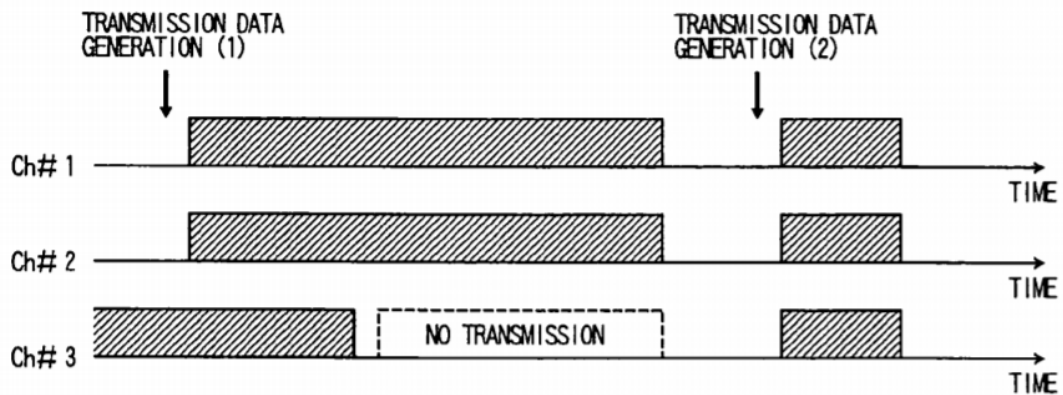 TRANSMISSION DATA
GENERATION (1)
TRANSMISSION DATA
GENERATION (2)
Ch# 1
TIME
Ch# 2
TIME
NO TRANSMISSION
Ch# 3
TIME